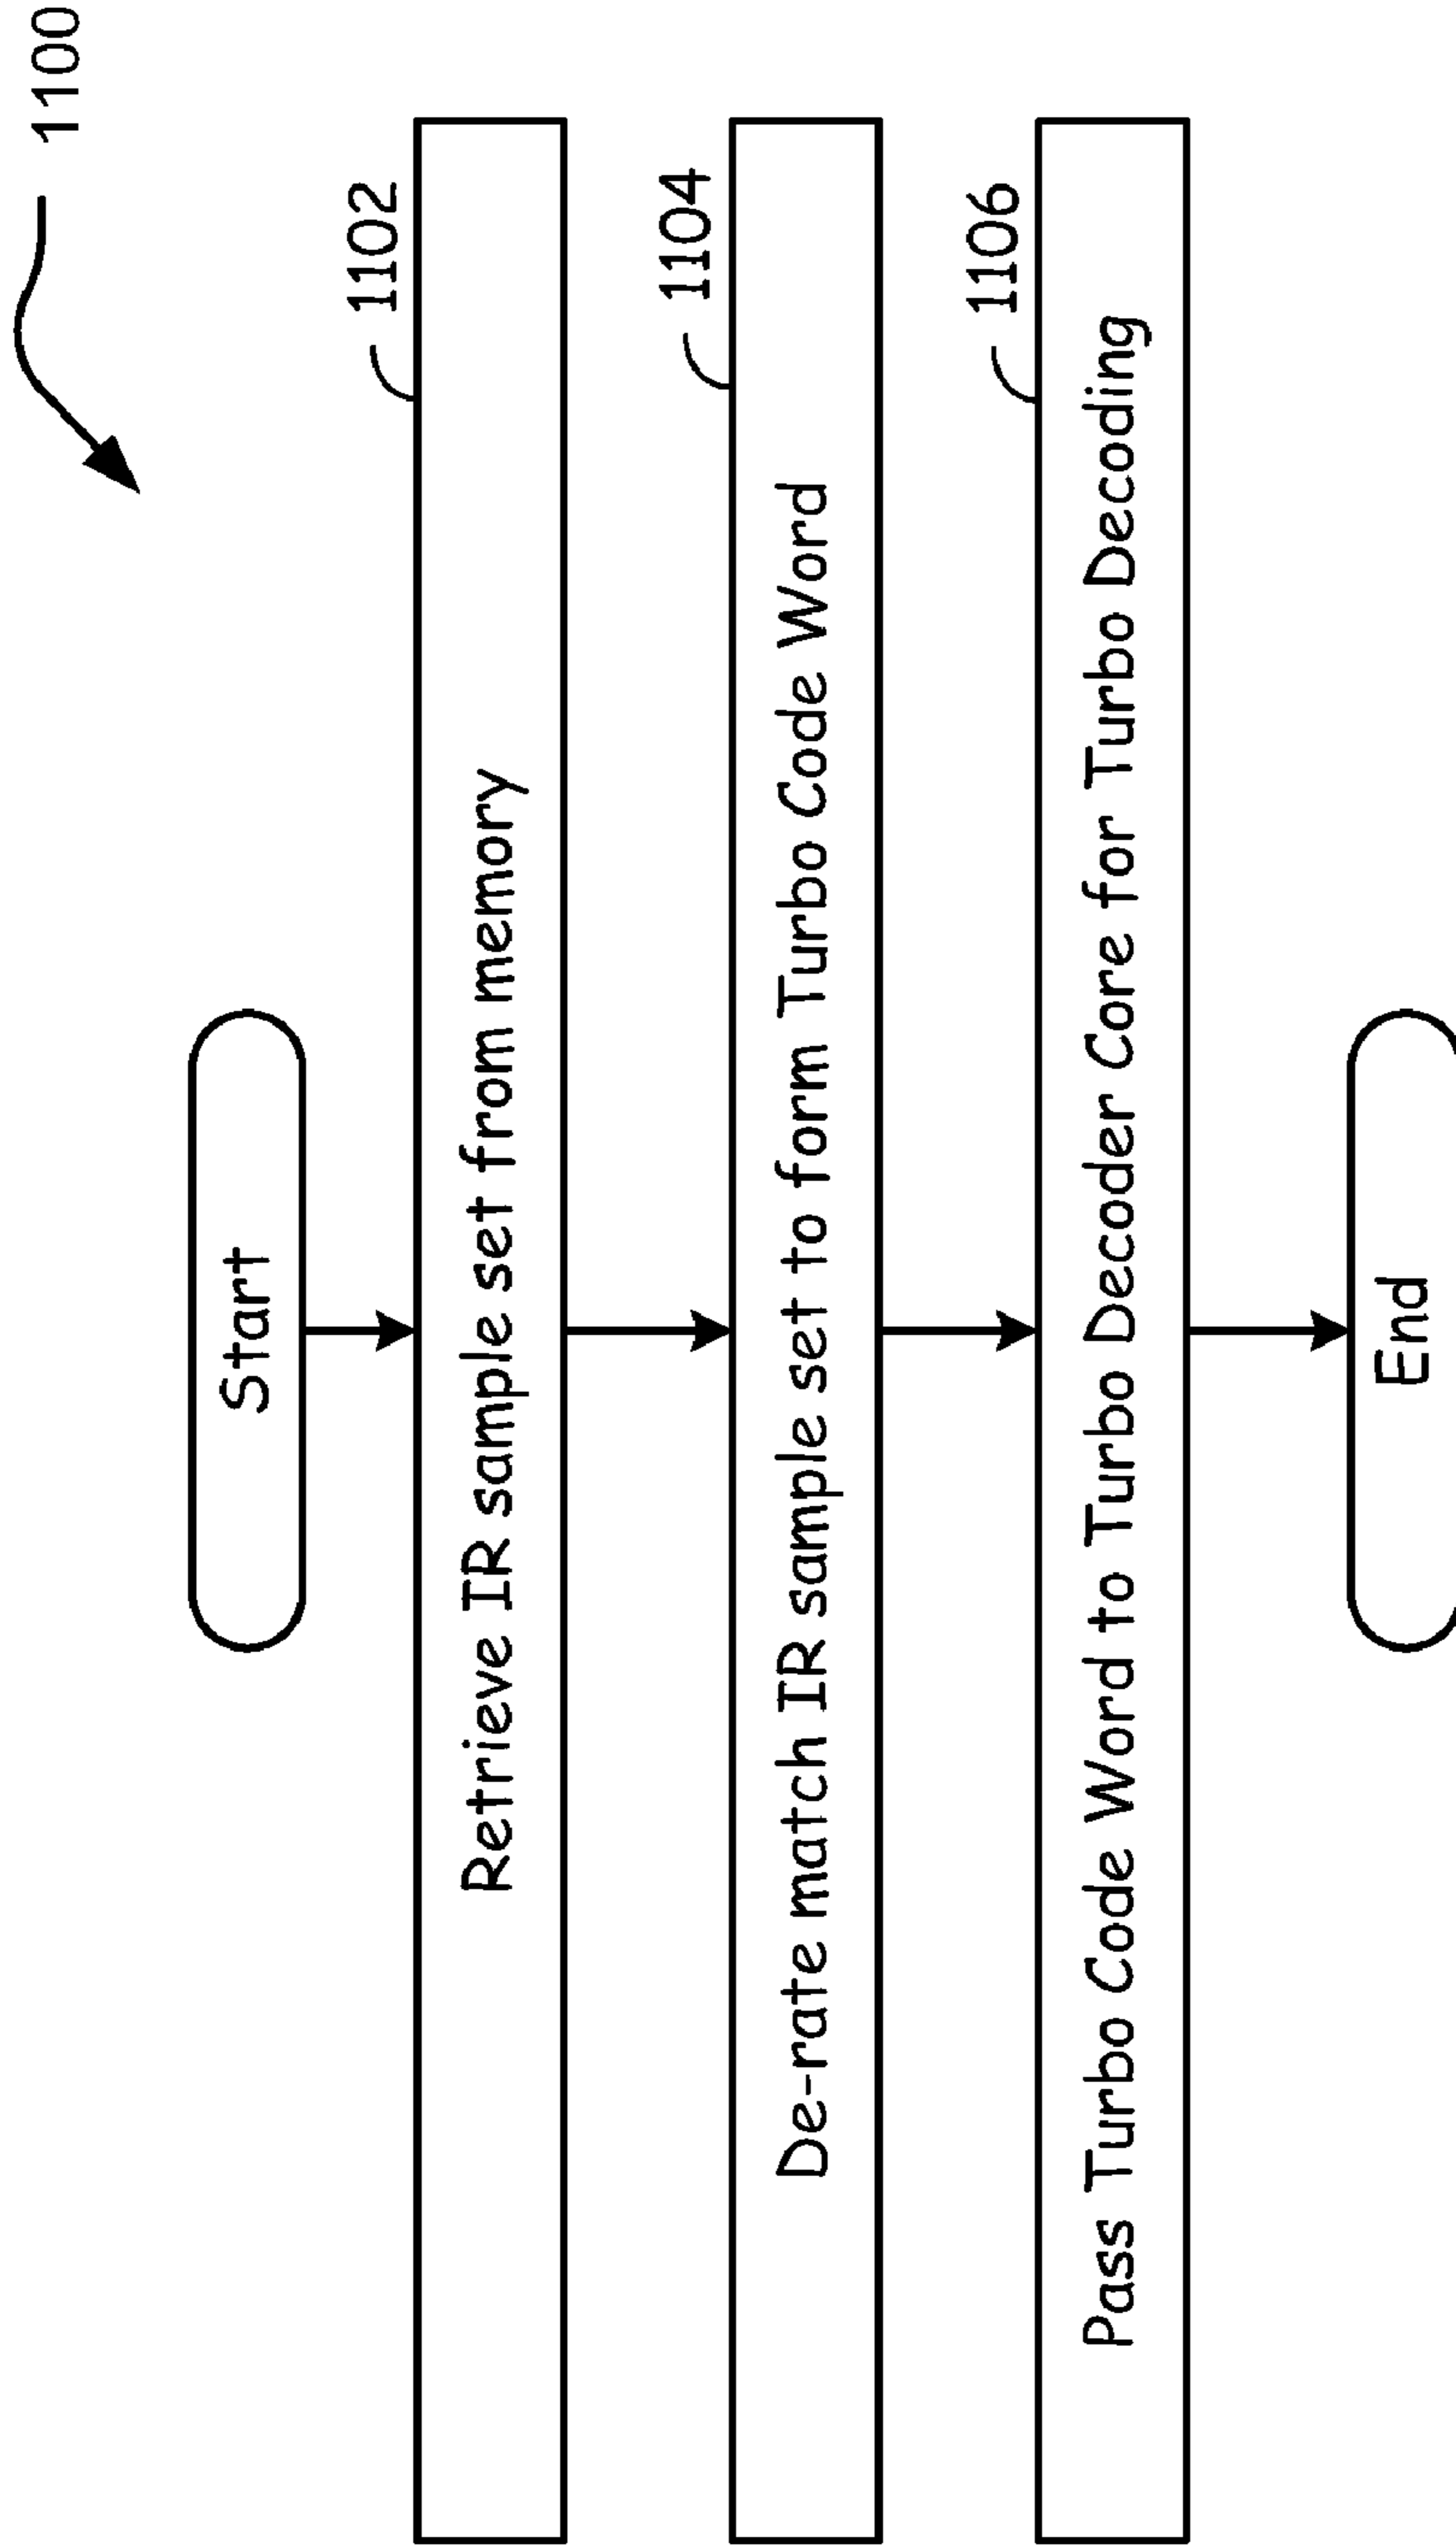 1100
Start
1102
Retrieve IR sample set from memory
1104
De-rate match IR sample set to form Turbo Code Word
1106
Pass Turbo Code Word to Turbo Decoder Core for Turbo Decoding
End